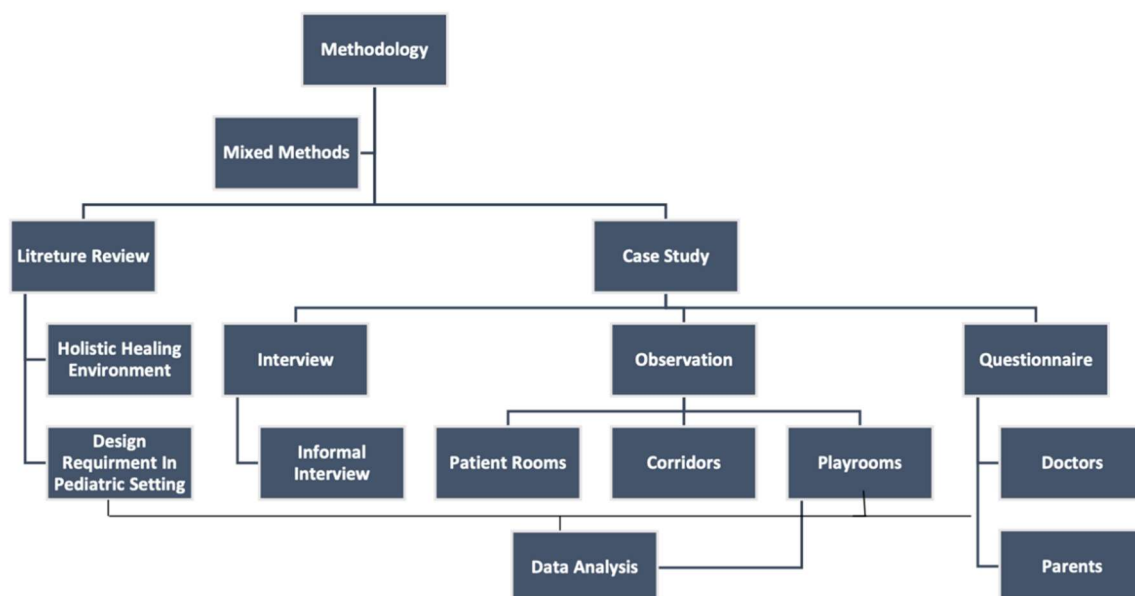 Methodology
Mixed Methods
Litreture Review
Case Study
Holistic Healing
Environment
Interview
Observation
Questionnaire
Design
Requirment In
Pediatric Setting
Informal
Interview
Patient Rooms
Corridors
Playrooms
Doctors
Data Analysis
Parents